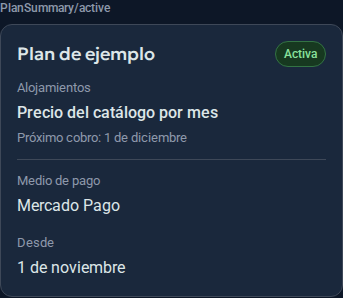 PlanSummary/active
Plan de ejemplo
Activa
Alojamientos
Precio del catálogo por mes
Próximo cobro: 1 de diciembre
Medio de pago
Mercado Pago
Desde
1 de noviembre